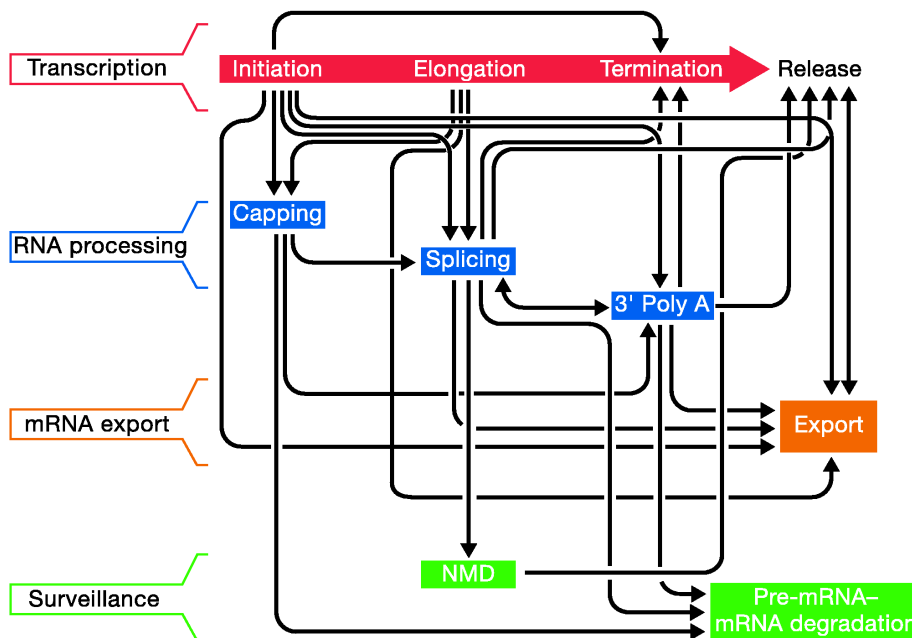 Transcription
Initiation
Elongation
Termination
Release
RNA processing
Capping
Splicing
3' Poly A
mRNA export
Export
Surveillance
NMD
Pre-mRNA–
mRNA degradation